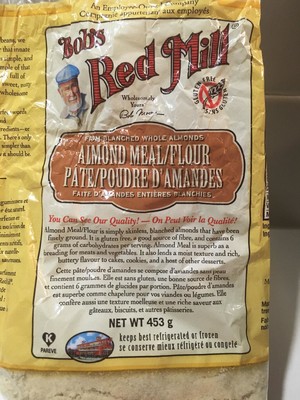 An Employee-Owned Company
Compagnie appartenant aux employés
Bob's
Red Mill
Wholesomely
Yours
Bob Moore
GLUTEN FREE
SANS GLUTEN
FROM BLANCHED WHOLE ALMONDS
ALMOND MEAL/FLOUR
PÂTE/POUDRE D'AMANDES
FAITE D'AMANDES ENTIÈRES BLANCHIES
You Can See Our Quality! — On Peut Voir la Qualité!
Almond Meal/Flour is simply skinless, blanched almonds that have been
finely ground. It is gluten free, a good source of fiber, and contains 6
grams of carbohydrates per serving. Almond Meal is superb as a
breading for meats and vegetables. It also lends a moist texture and rich,
buttery flavour to cakes, cookies, and a host of other desserts.
Cette pâte/poudre d'amandes se compose d'amandes sans peau
finement moulues. Elle est sans gluten, une bonne source de fibres,
et contient 6 grammes de glucides par portion. Pâte/poudre d'amandes
est superbe comme chapelure pour vos viandes ou légumes. Elle
confère aussi une texture moelleuse et une riche saveur aux
gâteaux, biscuits, et autres pâtisseries.
NET WT 453 g
K
PAREVE
keeps best refrigerated or frozen
se conserve mieux réfrigéré ou congelé